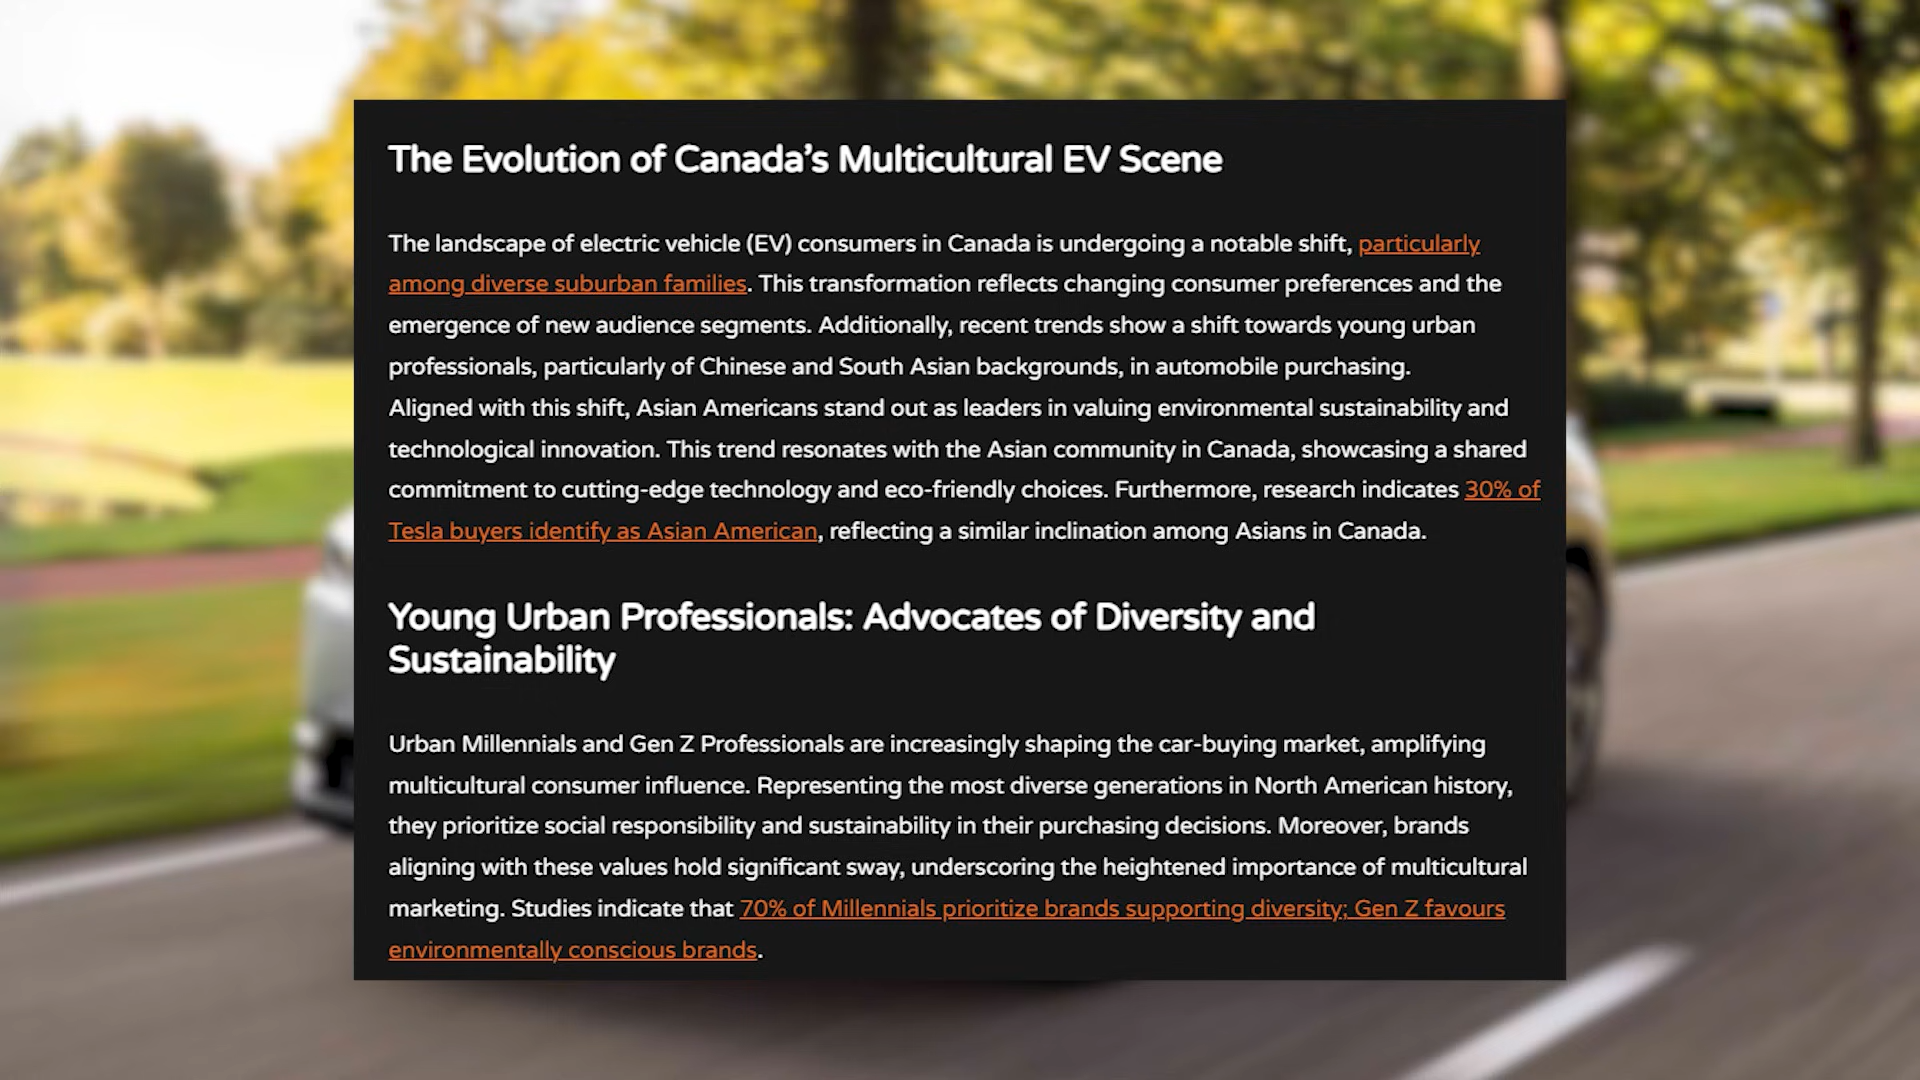 The Evolution of Canada’s Multicultural EV Scene
The landscape of electric vehicle (EV) consumers in Canada is undergoing a notable shift, particularly
among diverse suburban families. This transformation reflects changing consumer preferences and the
emergence of new audience segments. Additionally, recent trends show a shift towards young urban
professionals, particularly of Chinese and South Asian backgrounds, in automobile purchasing.
Aligned with this shift, Asian Americans stand out as leaders in valuing environmental sustainability and
technological innovation. This trend resonates with the Asian community in Canada, showcasing a shared
commitment to cutting-edge technology and eco-friendly choices. Furthermore, research indicates 30% of
Tesla buyers identify as Asian American, reflecting a similar inclination among Asians in Canada.
Young Urban Professionals: Advocates of Diversity and
Sustainability
Urban Millennials and Gen Z Professionals are increasingly shaping the car-buying market, amplifying
multicultural consumer influence. Representing the most diverse generations in North American history,
they prioritize social responsibility and sustainability in their purchasing decisions. Moreover, brands
aligning with these values hold significant sway, underscoring the heightened importance of multicultural
marketing. Studies indicate that 70% of Millennials prioritize brands supporting diversity; Gen Z favours
environmentally conscious brands.